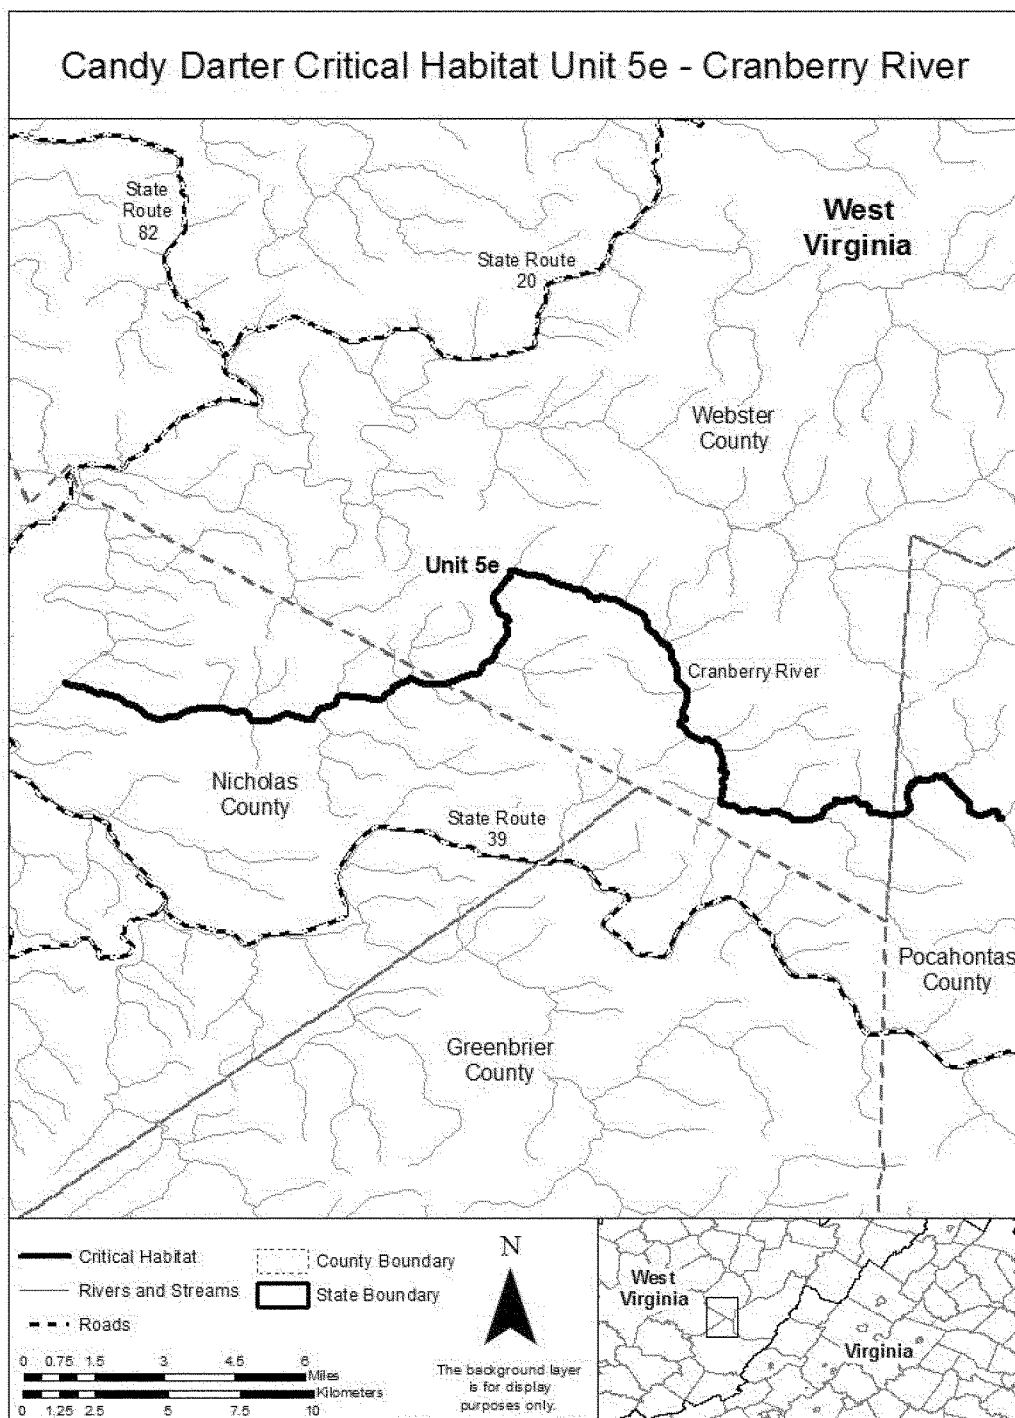 Candy Darter Critical Habitat Unit 5e - Cranberry River
State
Route
82
State Route
20
West
Virginia
Webster
County
Unit 5e
Cranberry River
Nicholas
County
State Route
39
Pocahontas
County
Greenbrier
County
Critical Habitat
Rivers and Streams
Roads
County Boundary
State Boundary
0 0.75 1.5 3 4.5 6
Miles
Kilometers
0 1.25 2.5 5 7.5 10
N
The background layer
is for display
purposes only.
West
Virginia
Virginia